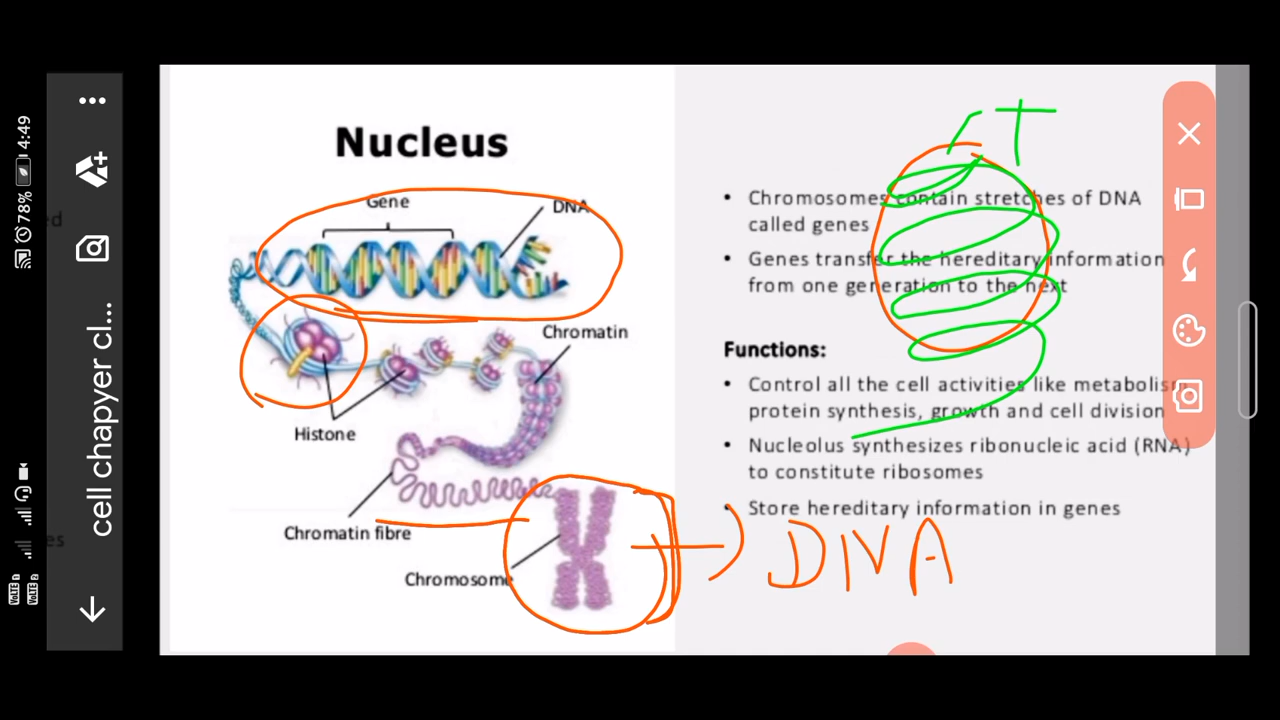 4:49
78%
cell chapyer cl...
Nucleus
Gene
DNA
Chromatin
Histone
Chromatin fibre
Chromosome
• Chromosomes contain stretches of DNA
called genes
• Genes transfer the hereditary information
from one generation to the next
Functions:
• Control all the cell activities like metabolism
protein synthesis, growth and cell division
• Nucleolus synthesizes ribonucleic acid (RNA)
to constitute ribosomes
• Store hereditary information in genes
T
DNA